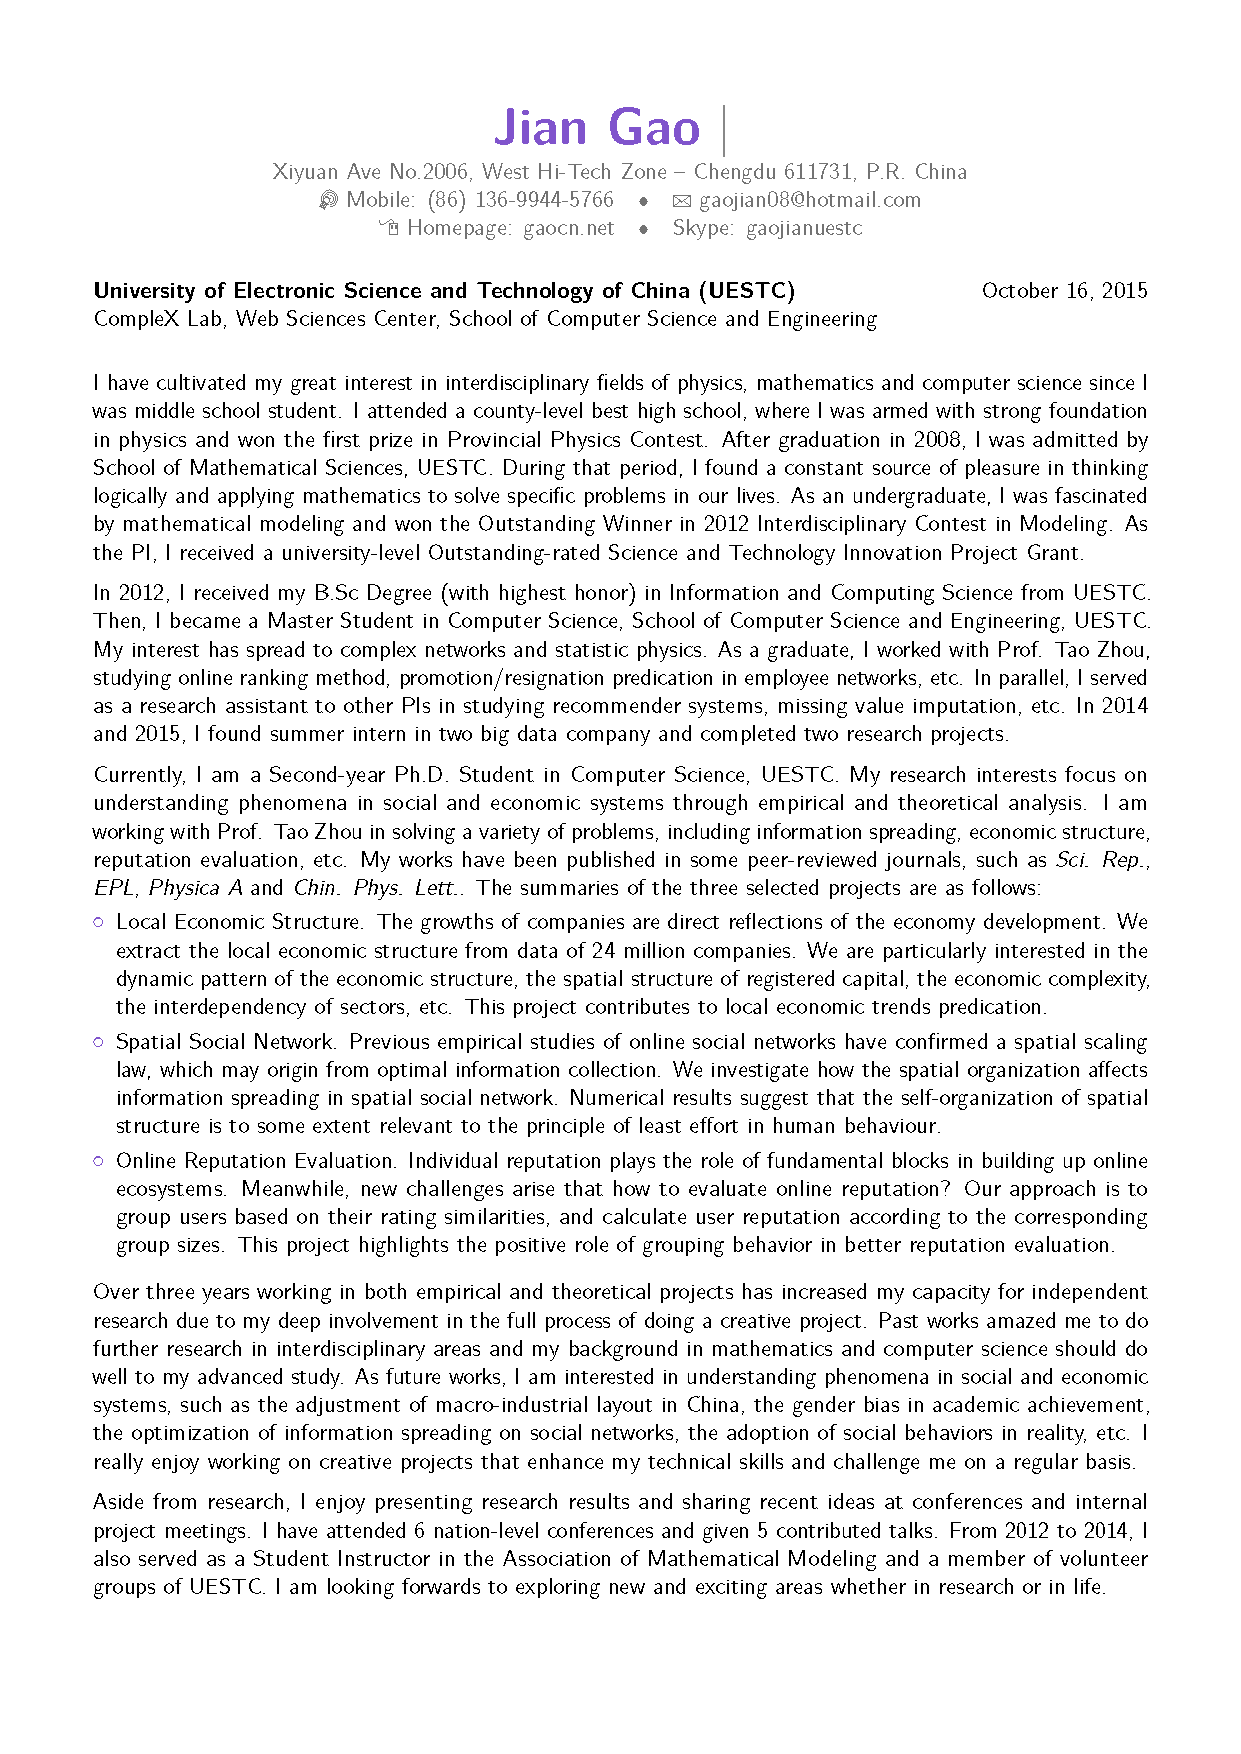 Jian Gao
Xiyuan Ave No.2006, West Hi-Tech Zone – Chengdu 611731, P.R. China
Mobile: (86) 136-9944-5766 • gaojian08@hotmail.com
Homepage: gaocn.net • Skype: gaojianuestc
University of Electronic Science and Technology of China (UESTC) October 16, 2015
CompleX Lab, Web Sciences Center, School of Computer Science and Engineering
I have cultivated my great interest in interdisciplinary fields of physics, mathematics and computer science since I
was middle school student. I attended a county-level best high school, where I was armed with strong foundation
in physics and won the first prize in Provincial Physics Contest. After graduation in 2008, I was admitted by
School of Mathematical Sciences, UESTC. During that period, I found a constant source of pleasure in thinking
logically and applying mathematics to solve specific problems in our lives. As an undergraduate, I was fascinated
by mathematical modeling and won the Outstanding Winner in 2012 Interdisciplinary Contest in Modeling. As
the PI, I received a university-level Outstanding-rated Science and Technology Innovation Project Grant.
In 2012, I received my B.Sc Degree (with highest honor) in Information and Computing Science from UESTC.
Then, I became a Master Student in Computer Science, School of Computer Science and Engineering, UESTC.
My interest has spread to complex networks and statistic physics. As a graduate, I worked with Prof. Tao Zhou,
studying online ranking method, promotion/resignation predication in employee networks, etc. In parallel, I served
as a research assistant to other PIs in studying recommender systems, missing value imputation, etc. In 2014
and 2015, I found summer intern in two big data company and completed two research projects.
Currently, I am a Second-year Ph.D. Student in Computer Science, UESTC. My research interests focus on
understanding phenomena in social and economic systems through empirical and theoretical analysis. I am
working with Prof. Tao Zhou in solving a variety of problems, including information spreading, economic structure,
reputation evaluation, etc. My works have been published in some peer-reviewed journals, such as Sci. Rep.,
EPL, Physica A and Chin. Phys. Lett.. The summaries of the three selected projects are as follows:
○ Local Economic Structure. The growths of companies are direct reflections of the economy development. We
extract the local economic structure from data of 24 million companies. We are particularly interested in the
dynamic pattern of the economic structure, the spatial structure of registered capital, the economic complexity,
the interdependency of sectors, etc. This project contributes to local economic trends predication.
○ Spatial Social Network. Previous empirical studies of online social networks have confirmed a spatial scaling
law, which may origin from optimal information collection. We investigate how the spatial organization affects
information spreading in spatial social network. Numerical results suggest that the self-organization of spatial
structure is to some extent relevant to the principle of least effort in human behaviour.
○ Online Reputation Evaluation. Individual reputation plays the role of fundamental blocks in building up online
ecosystems. Meanwhile, new challenges arise that how to evaluate online reputation? Our approach is to
group users based on their rating similarities, and calculate user reputation according to the corresponding
group sizes. This project highlights the positive role of grouping behavior in better reputation evaluation.
Over three years working in both empirical and theoretical projects has increased my capacity for independent
research due to my deep involvement in the full process of doing a creative project. Past works amazed me to do
further research in interdisciplinary areas and my background in mathematics and computer science should do
well to my advanced study. As future works, I am interested in understanding phenomena in social and economic
systems, such as the adjustment of macro-industrial layout in China, the gender bias in academic achievement,
the optimization of information spreading on social networks, the adoption of social behaviors in reality, etc. I
really enjoy working on creative projects that enhance my technical skills and challenge me on a regular basis.
Aside from research, I enjoy presenting research results and sharing recent ideas at conferences and internal
project meetings. I have attended 6 nation-level conferences and given 5 contributed talks. From 2012 to 2014, I
also served as a Student Instructor in the Association of Mathematical Modeling and a member of volunteer
groups of UESTC. I am looking forwards to exploring new and exciting areas whether in research or in life.